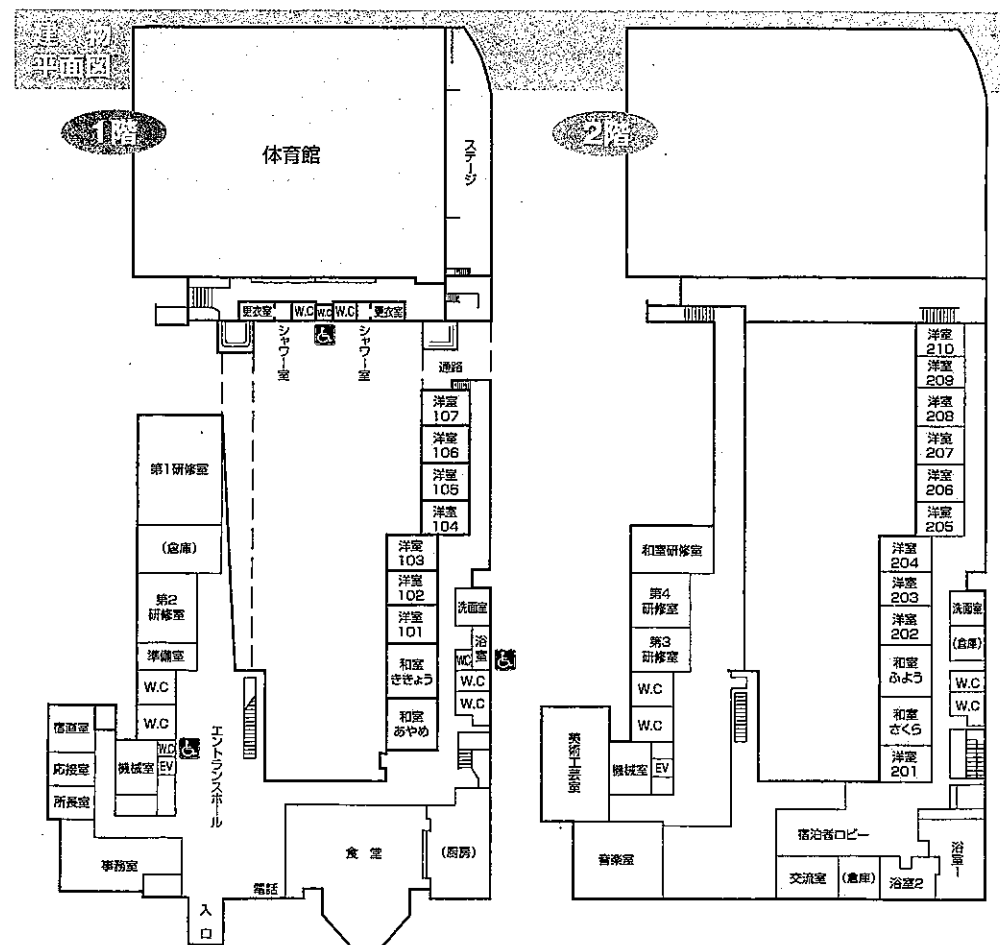 建物
平面図
1階
体育館
ステージ
更衣室
W.C
W.C
W.C
更衣室
シャワー室
シャワー室
通路
洋室
107
洋室
106
洋室
105
洋室
104
洋室
103
洋室
102
洋室
101
和室
ききょう
和室
あやめ
第1研修室
(倉庫)
第2
研修室
準備室
W.C
W.C
W.C
EV
機械室
宿直室
応接室
所長室
事務室
エントランスホール
入口
電話
食堂
(厨房)
洗面室
浴室
W.C
W.C
W.C
2階
洋室
210
洋室
209
洋室
208
洋室
207
洋室
206
洋室
205
洋室
204
洋室
203
洋室
202
和室
ふよう
和室
さくら
洋室
201
和室研修室
第4
研修室
第3
研修室
W.C
W.C
機械室
EV
美術工芸室
音楽室
洗面室
(倉庫)
W.C
W.C
宿泊者ロビー
交流室
(倉庫)
浴室2
浴室1